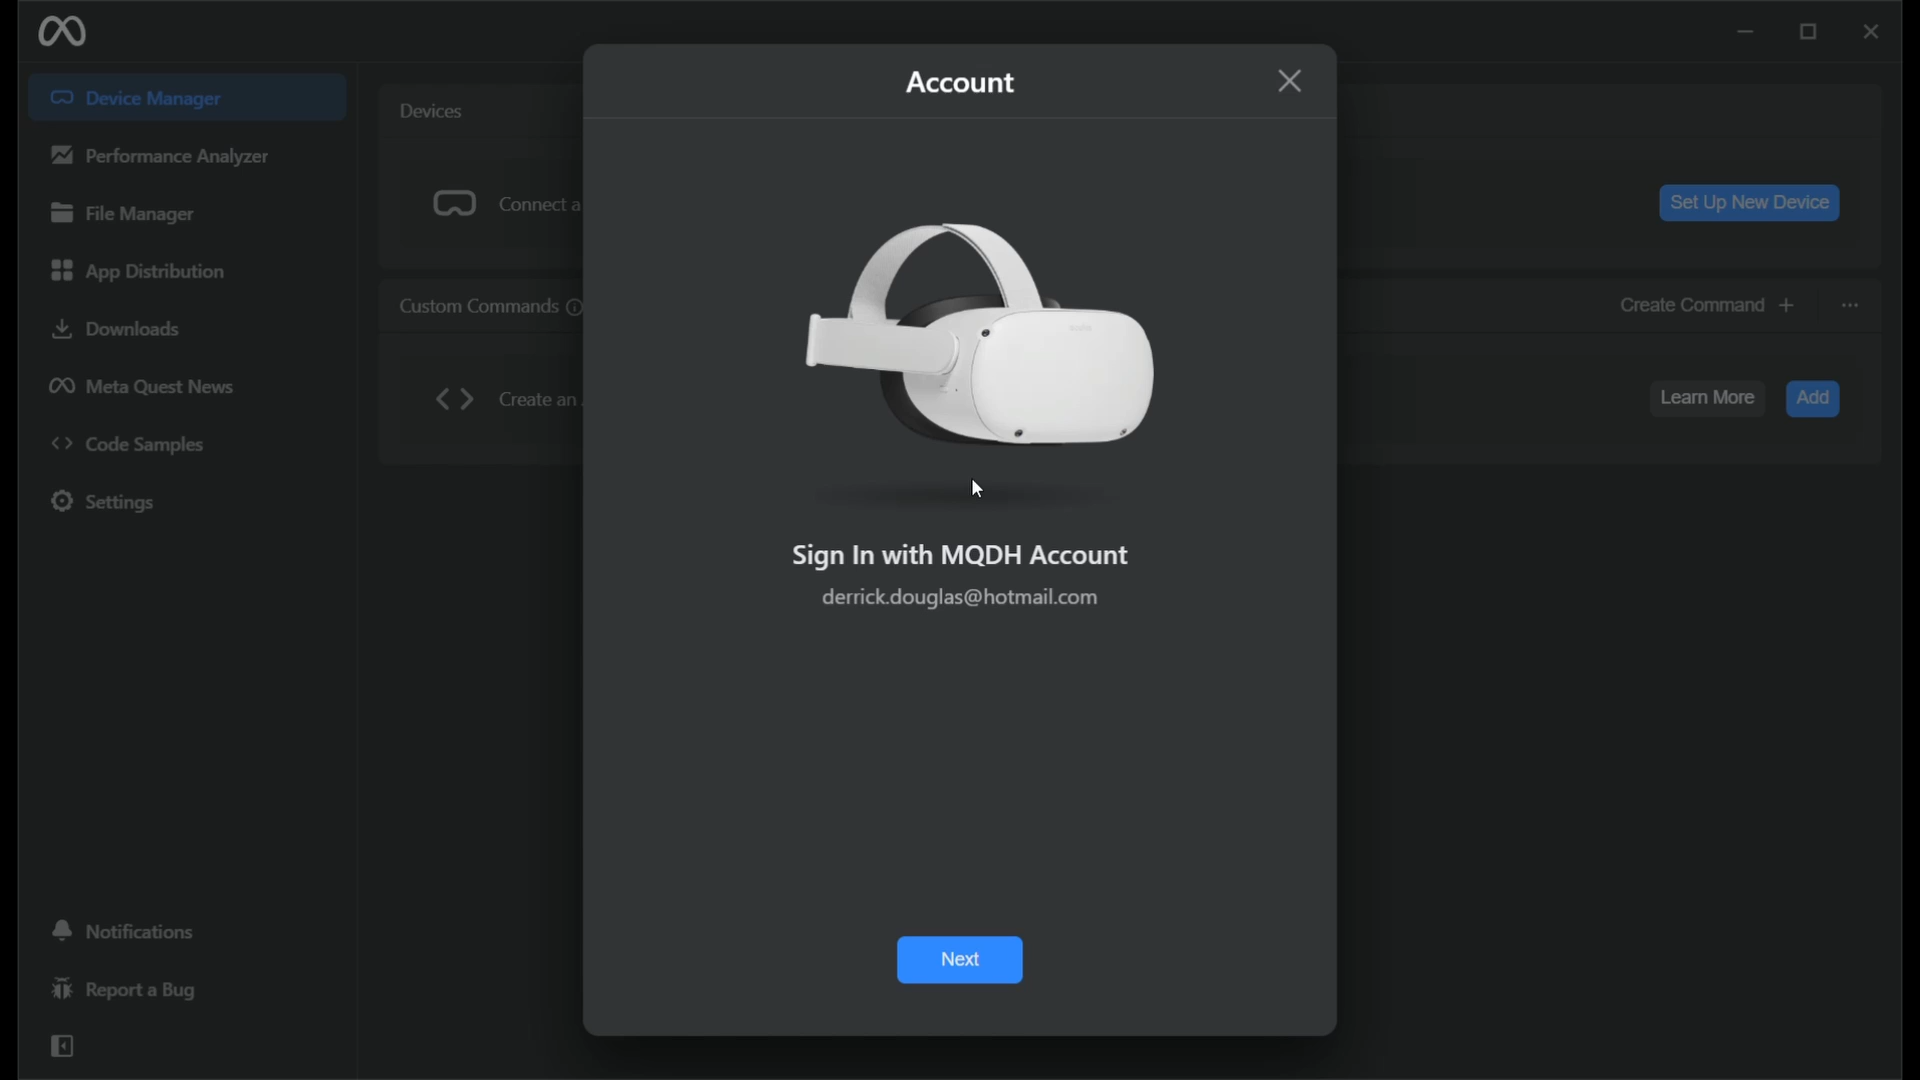 Account
Device Manager
Performance Analyzer
File Manager
App Distribution
Downloads
Meta Quest News
Code Samples
Settings
Notifications
Report a Bug
Devices
Connect a
Set Up New Device
Custom Commands
Create Command +
Create an
Learn More
Add
Sign In with MQDH Account
derrick.douglas@hotmail.com
Next